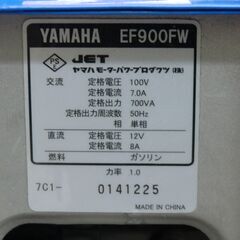 YAMAHA EF900FW
PSE JET ヤマハモーターパワープロダクツ(株)
交流 定格電圧 100V
定格電流 7.0A
定格出力 700VA
定格出力周波数 50Hz
相 単相
直流 定格電圧 12V
定格電流 8A
燃料 ガソリン
力率 1.0
7C1- 0141225
MADE IN CHINA